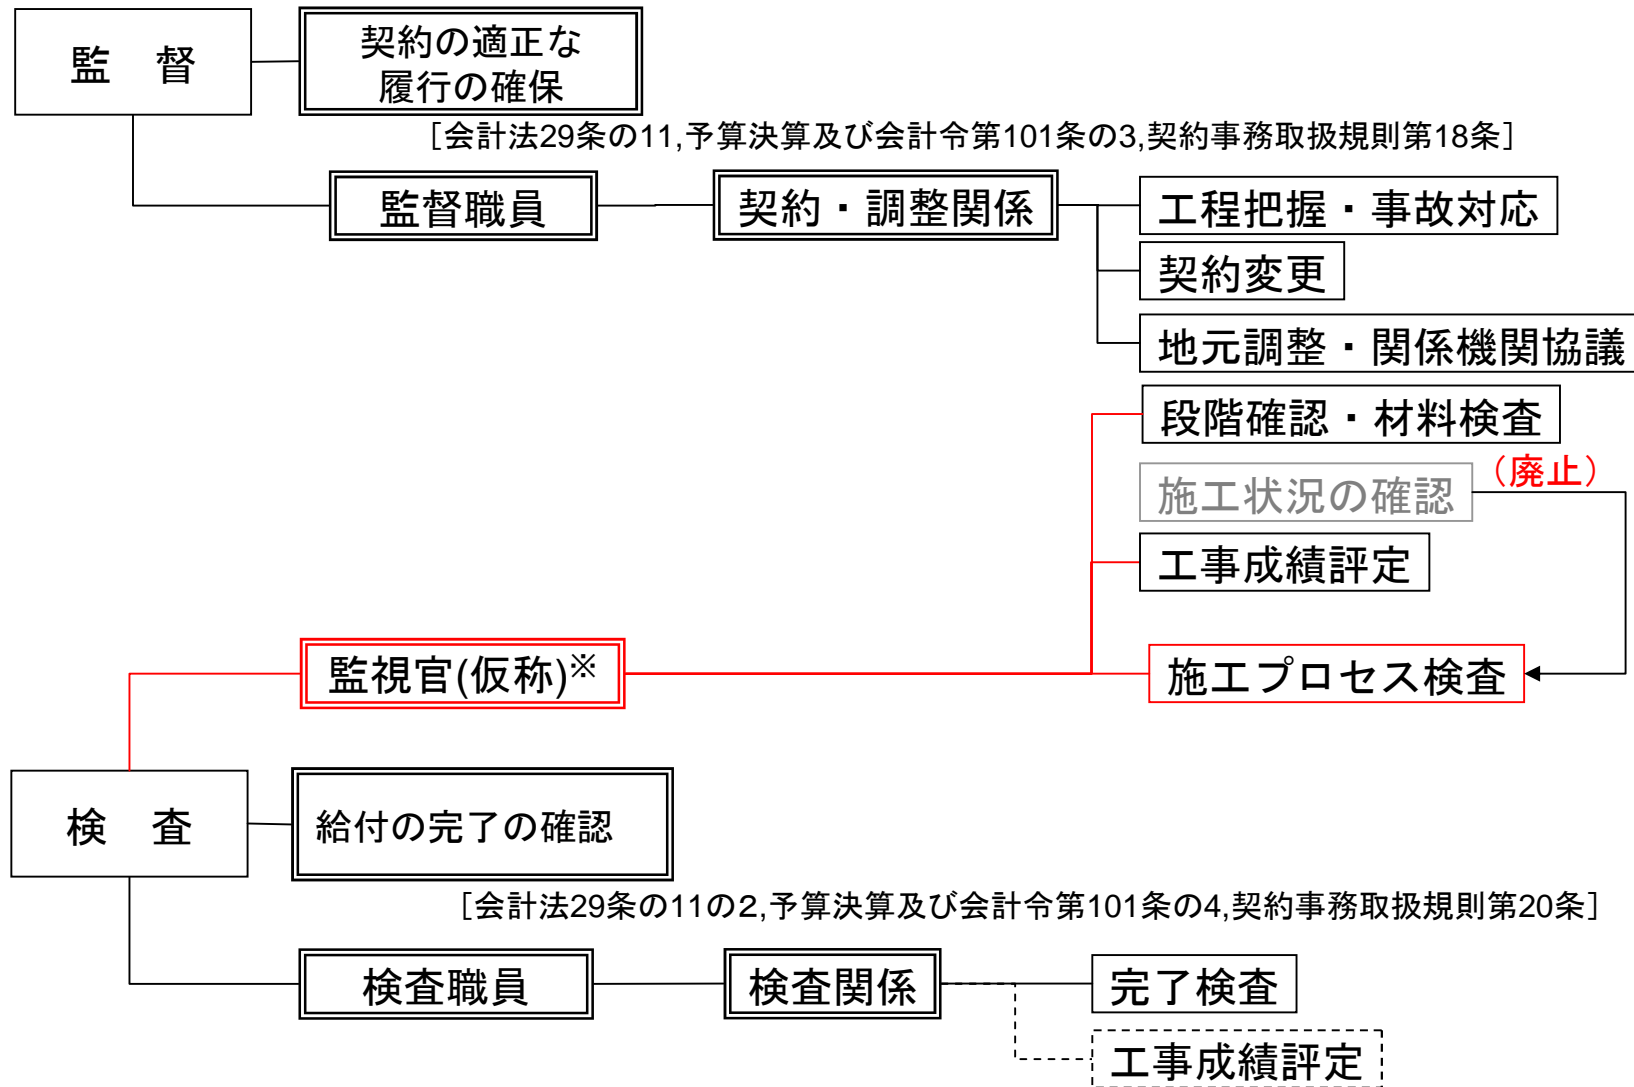 監　督
契約の適正な
履行の確保
［会計法29条の11,予算決算及び会計令第101条の3,契約事務取扱規則第18条］
監督職員
契約・調整関係
工程把握・事故対応
契約変更
地元調整・関係機関協議
段階確認・材料検査
施工状況の確認
（廃止）
工事成績評定
監視官(仮称)※
施工プロセス検査
検　査
給付の完了の確認
［会計法29条の11の2,予算決算及び会計令第101条の4,契約事務取扱規則第20条］
検査職員
検査関係
完了検査
工事成績評定